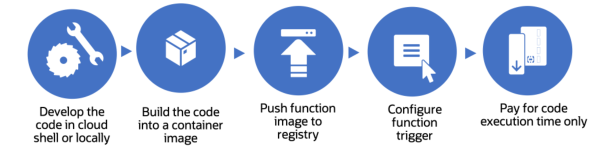 Develop the
code in cloud
shell or locally
Build the code
into a container
image
Push function
image to
registry
Configure
function
trigger
Pay for code
execution time only